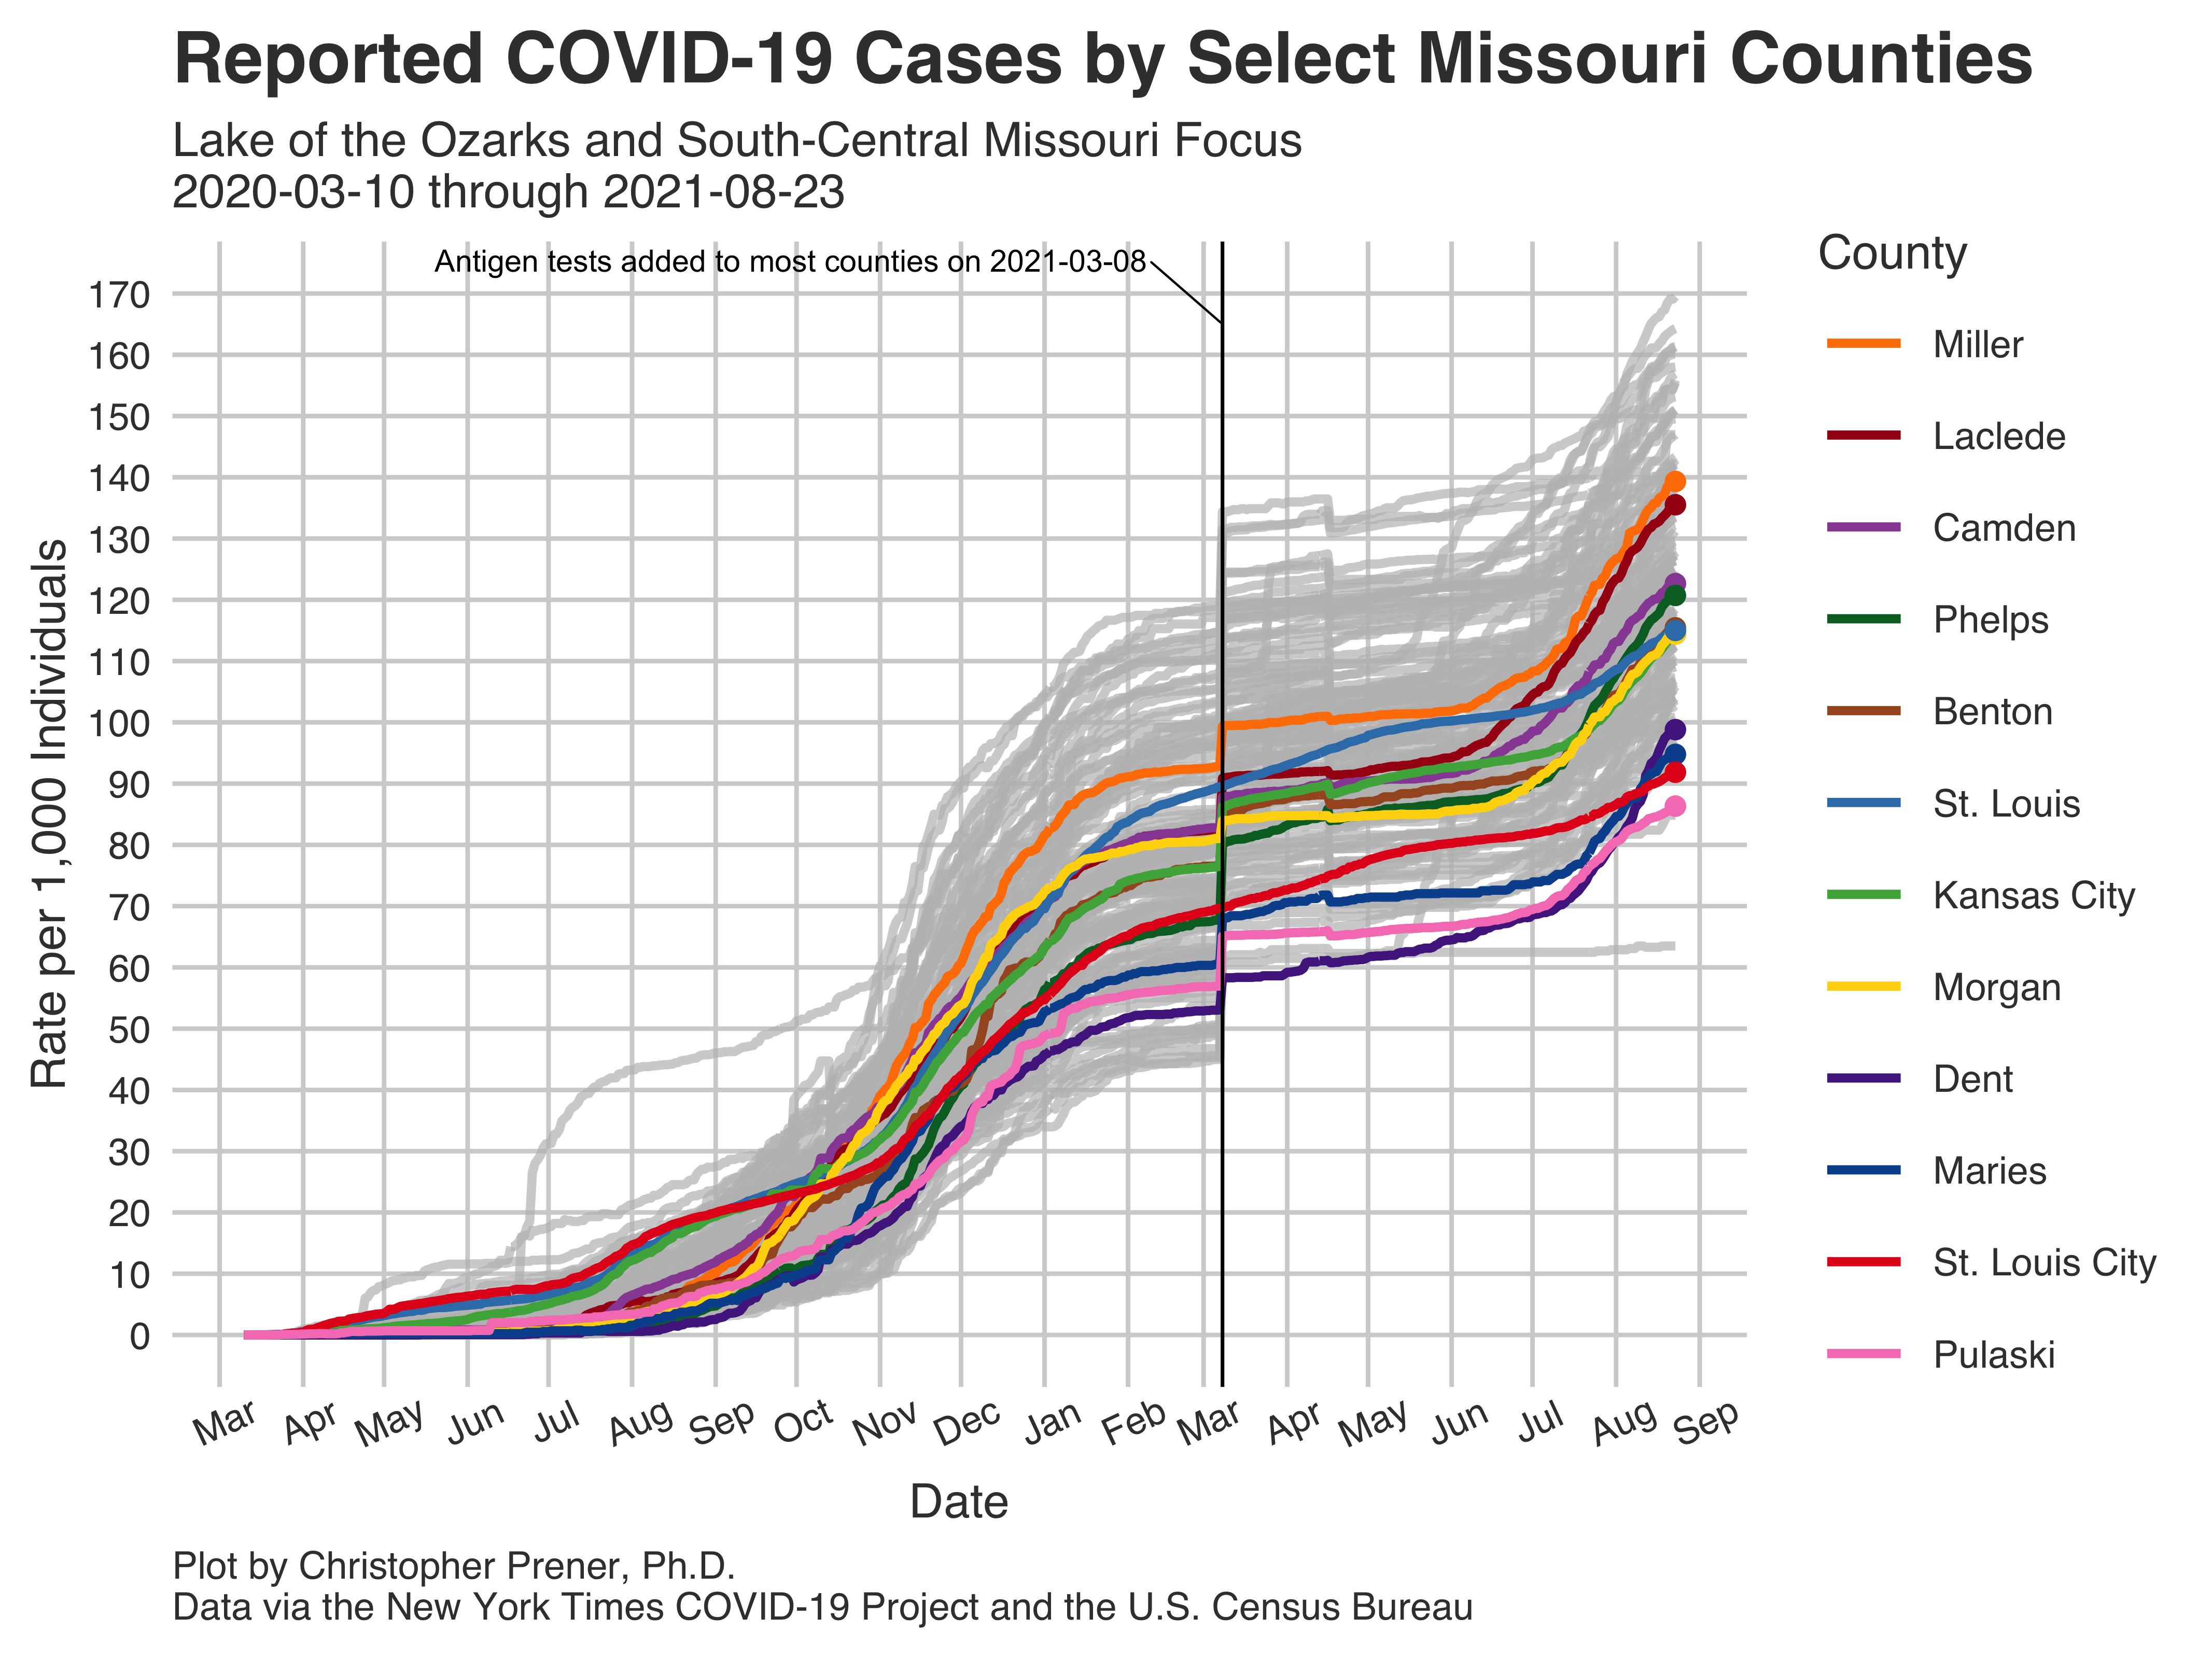 Reported COVID-19 Cases by Select Missouri Counties
Lake of the Ozarks and South-Central Missouri Focus
2020-03-10 through 2021-08-23
Antigen tests added to most counties on 2021-03-08
Rate per 1,000 Individuals
170
160
150
140
130
120
110
100
90
80
70
60
50
40
30
20
10
0
Mar Apr May Jun Jul Aug Sep Oct Nov Dec Jan Feb Mar Apr May Jun Jul Aug Sep
Date
County
Miller
Laclede
Camden
Phelps
Benton
St. Louis
Kansas City
Morgan
Dent
Maries
St. Louis City
Pulaski
Plot by Christopher Prener, Ph.D.
Data via the New York Times COVID-19 Project and the U.S. Census Bureau